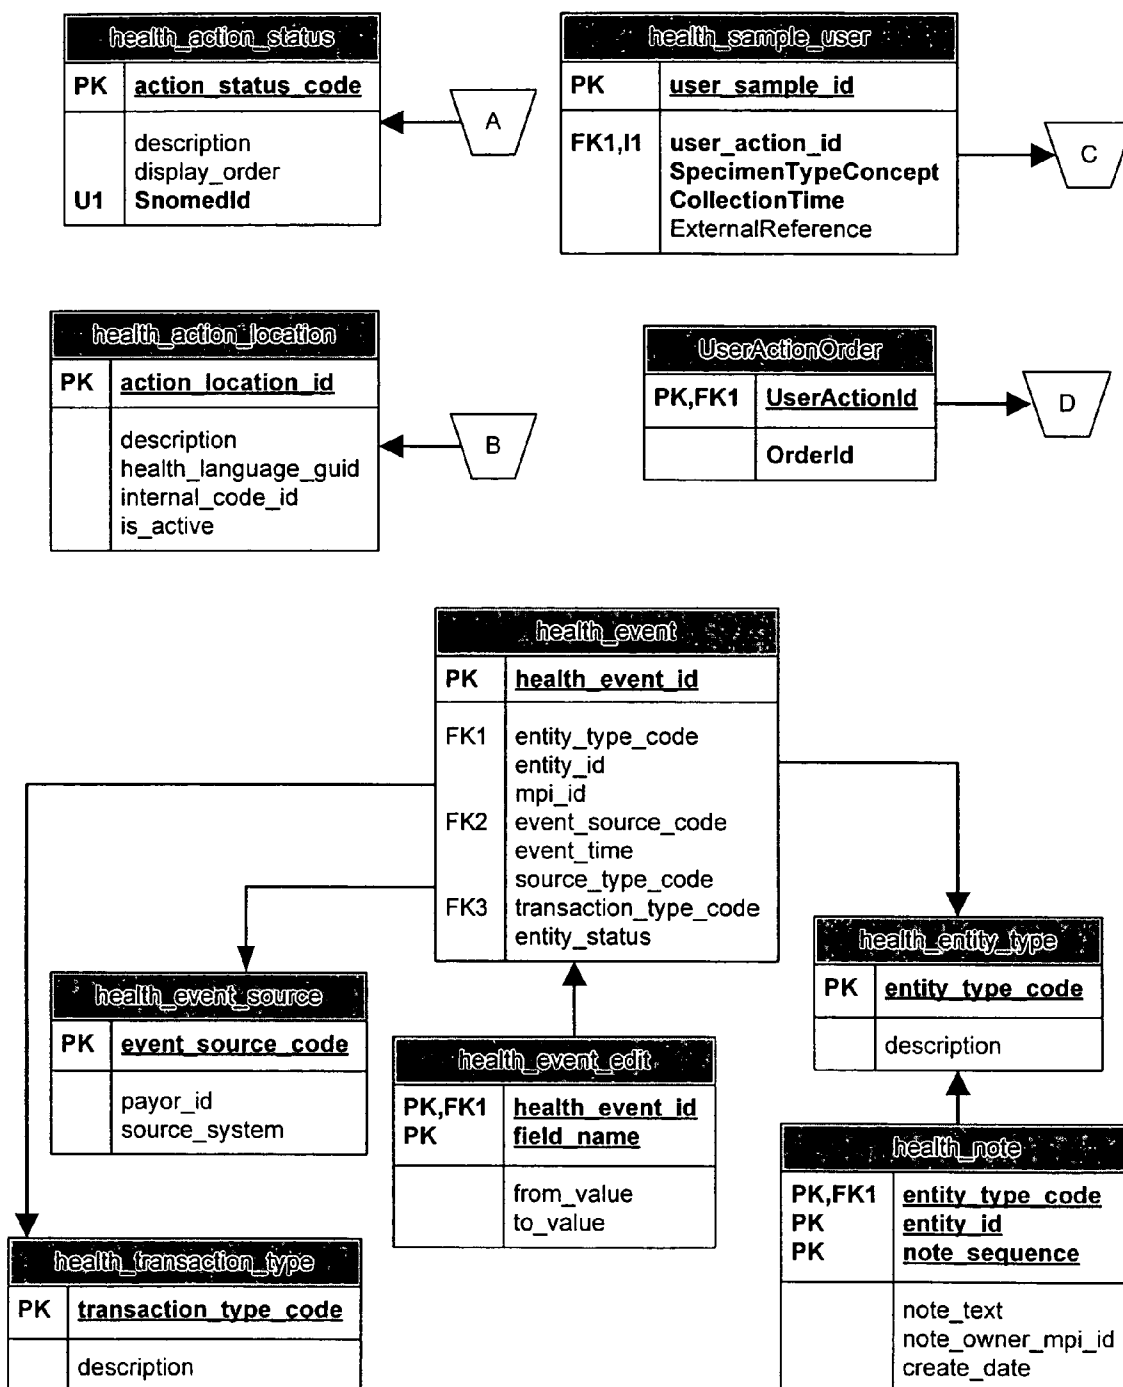 health_action_status
PK action_status_code
description
display_order
U1 SnomedId
A
health_sample_user
PK user_sample_id
FK1,I1 user_action_id
SpecimenTypeConcept
CollectionTime
ExternalReference
C
health_action_location
PK action_location_id
description
health_language_guid
internal_code_id
is_active
B
UserActionOrder
PK,FK1 UserActionId
OrderId
D
health_event
PK health_event_id
FK1 entity_type_code
entity_id
mpi_id
FK2 event_source_code
event_time
source_type_code
FK3 transaction_type_code
entity_status
health_event_source
PK event_source_code
payor_id
source_system
health_event_edit
PK,FK1 health_event_id
PK field_name
from_value
to_value
health_entity_type
PK entity_type_code
description
health_note
PK,FK1 entity_type_code
PK entity_id
PK note_sequence
note_text
note_owner_mpi_id
create_date
health_transaction_type
PK transaction_type_code
description